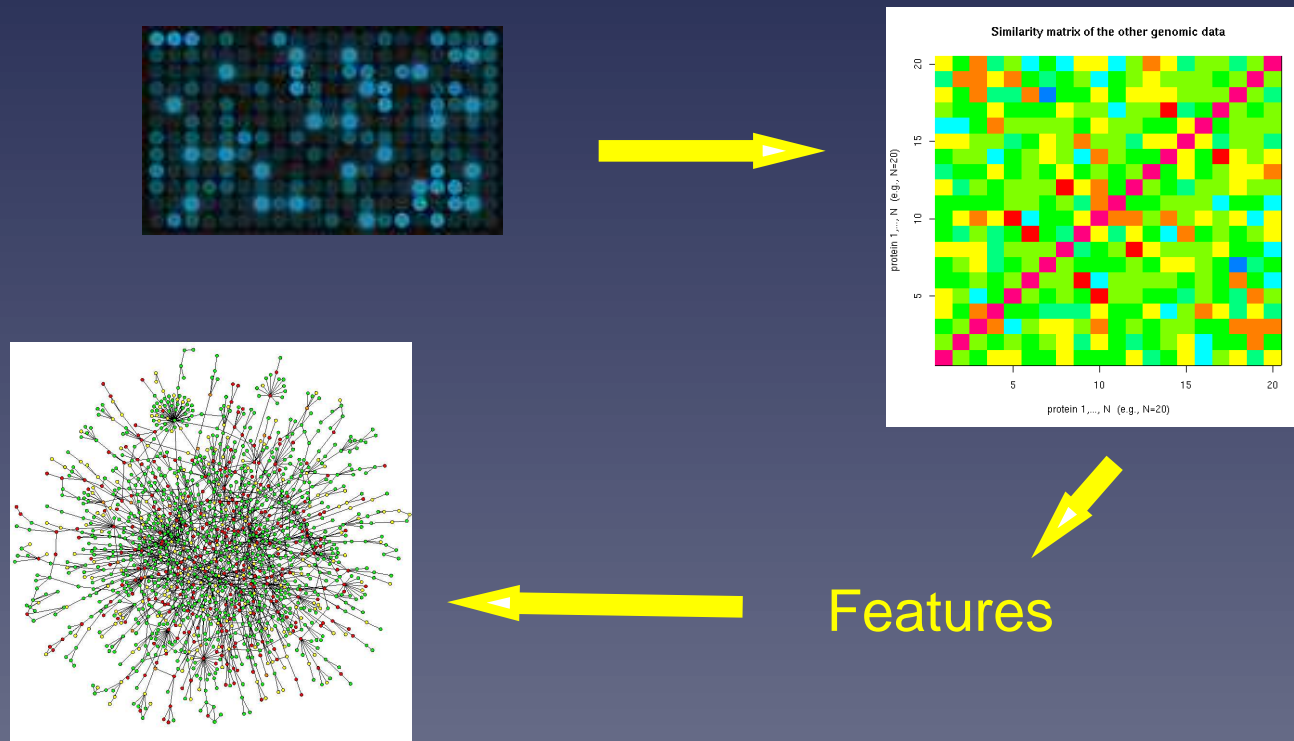 Similarity matrix of the other genomic data
protein 1,..., N (e.g., N=20)
20
15
10
5
5
10
15
20
protein 1,..., N (e.g., N=20)
Features